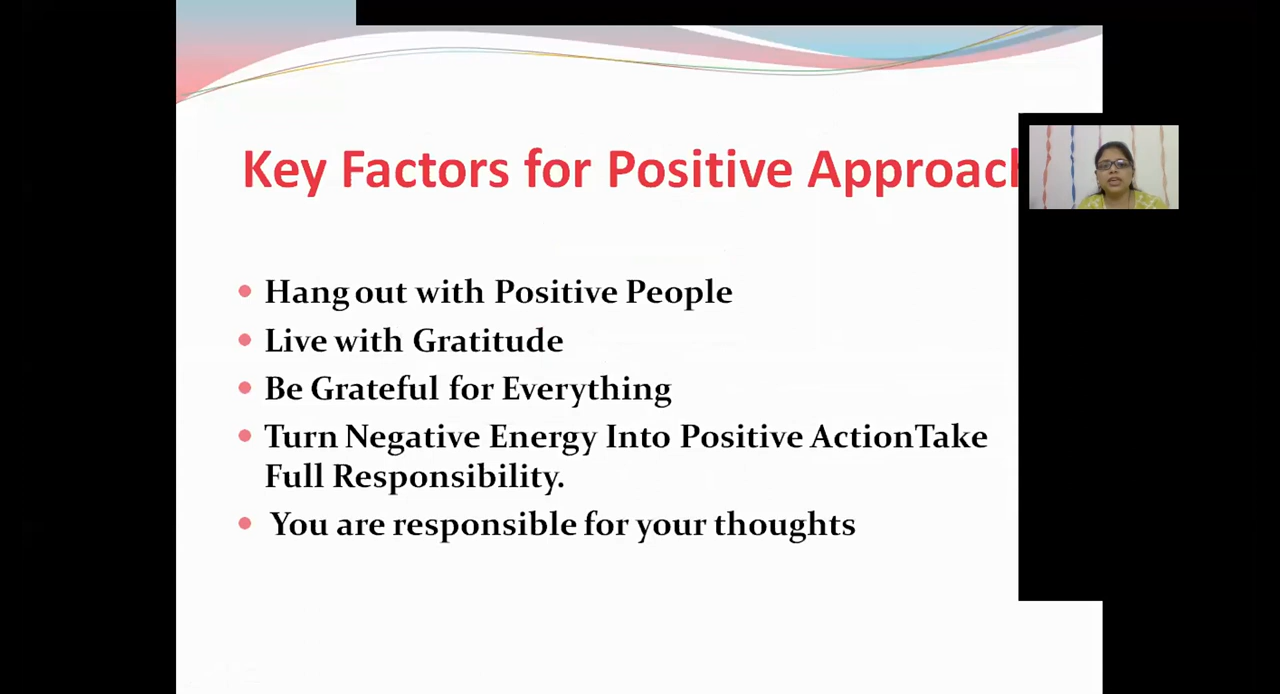 Key Factors for Positive Approach
Hang out with Positive People
Live with Gratitude
Be Grateful for Everything
Turn Negative Energy Into Positive ActionTake
Full Responsibility.
You are responsible for your thoughts